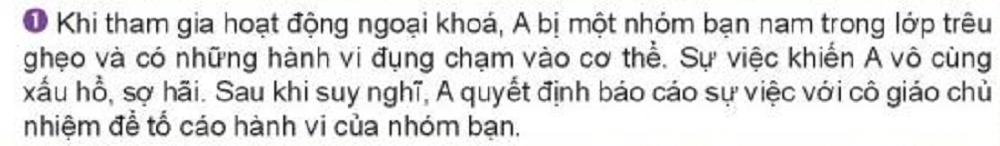 ❶ Khi tham gia hoạt động ngoại khoá, A bị một nhóm bạn nam trong lớp trêu
ghẹo và có những hành vi đụng chạm vào cơ thể. Sự việc khiến A vô cùng
xấu hổ, sợ hãi. Sau khi suy nghĩ, A quyết định báo cáo sự việc với cô giáo chủ
nhiệm để tố cáo hành vi của nhóm bạn.